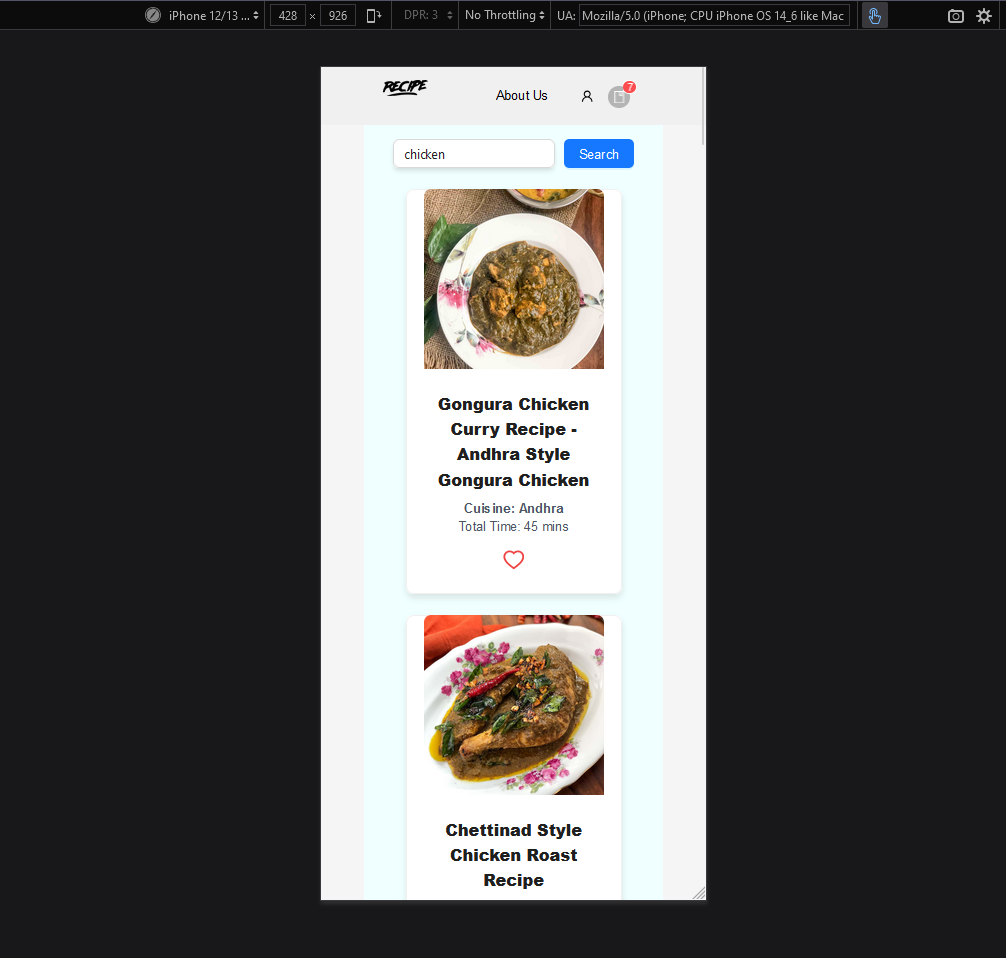 iPhone 12/13 ... 428 × 926 DPR: 3 No Throttling UA: Mozilla/5.0 (iPhone; CPU iPhone OS 14_6 like Mac
RECIPE
About Us
7
chicken
Search
Gongura Chicken
Curry Recipe -
Andhra Style
Gongura Chicken
Cuisine: Andhra
Total Time: 45 mins
Chettinad Style
Chicken Roast
Recipe